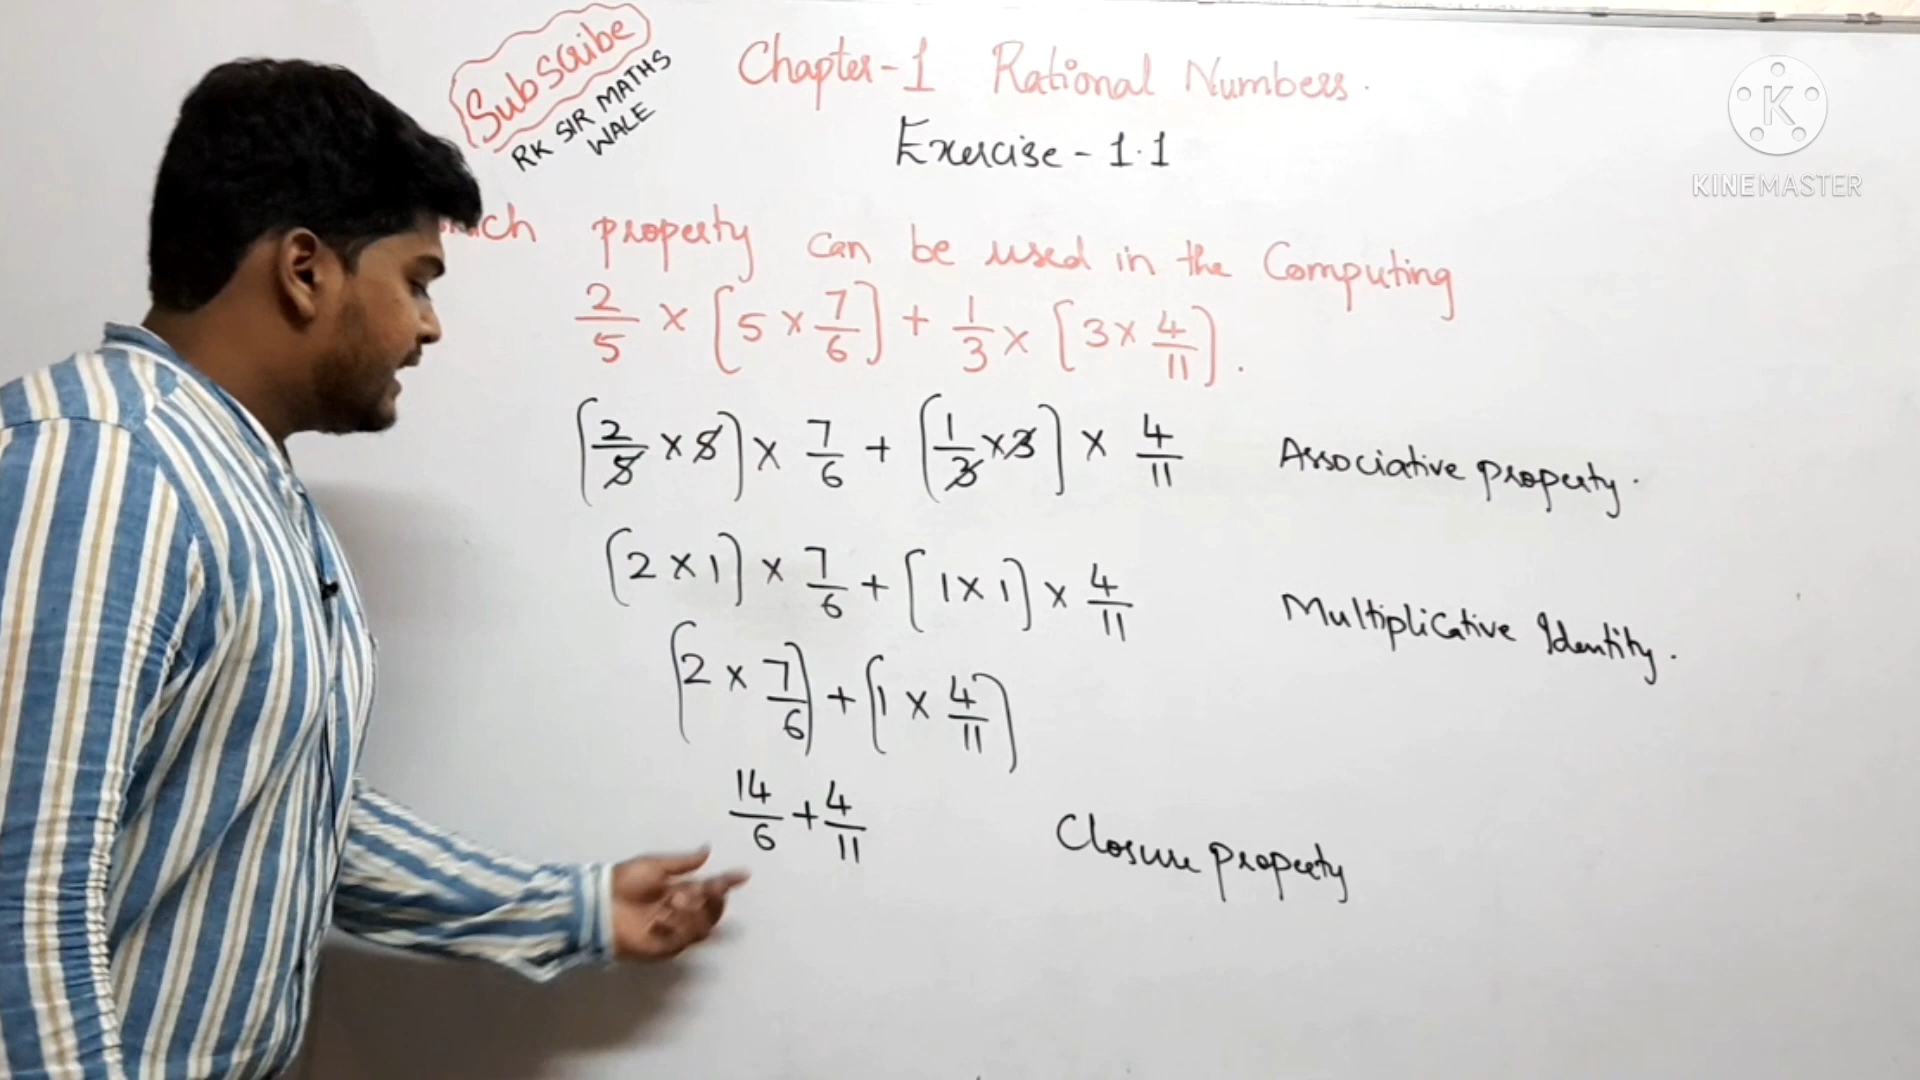 Subscribe
RK SIR MATHS
WALE
Chapter-1 Rational Numbers.
Exercise - 1.1
KINEMASTER
property can be used in the Computing
2/5 × [5 × 7/6] + 1/3 × [3 × 4/11].
[2/5 × 5] × 7/6 + [1/3 × 3] × 4/11 Associative property.
[2 × 1] × 7/6 + [1 × 1] × 4/11 Multiplicative Identity.
[2 × 7/6] + [1 × 4/11]
14/6 + 4/11 Closure property